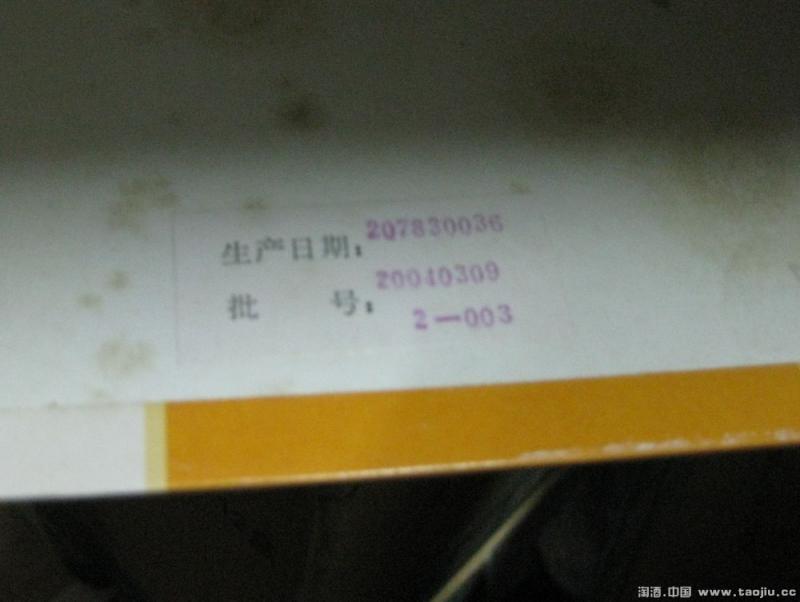 生产日期：207830036
20040309
批 号：
2—003
淘酒.中国 www.taojiu.cc